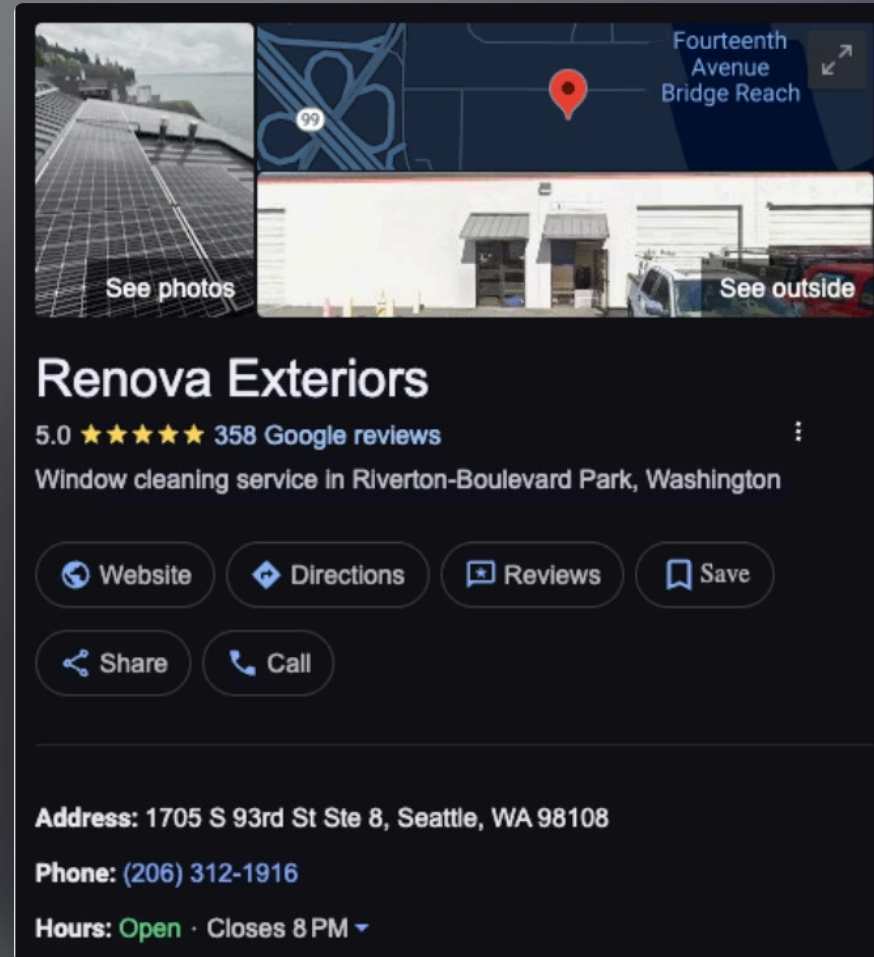 Fourteenth
Avenue
Bridge Reach
99
See photos
See outside
Renova Exteriors
5.0 ★★★★★ 358 Google reviews
Window cleaning service in Riverton-Boulevard Park, Washington
Website
Directions
Reviews
Save
Share
Call
Address: 1705 S 93rd St Ste 8, Seattle, WA 98108
Phone: (206) 312-1916
Hours: Open · Closes 8 PM